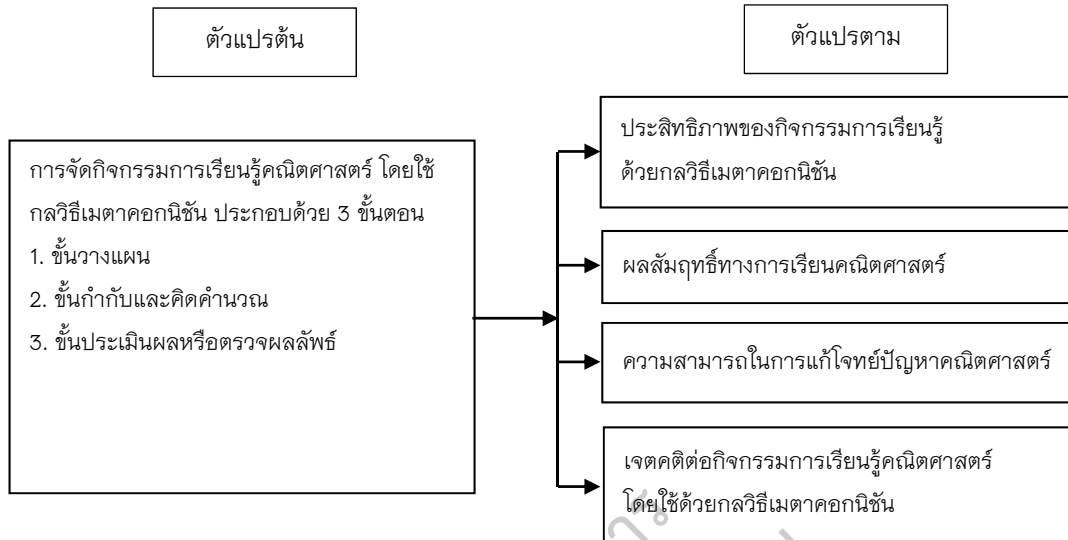 ตัวแปรต้น
ตัวแปรตาม
การจัดกิจกรรมการเรียนรู้คณิตศาสตร์ โดยใช้
กลวิธีเมตาคอกนิชัน ประกอบด้วย 3 ขั้นตอน
1. ขั้นวางแผน
2. ขั้นกำกับและคิดคำนวณ
3. ขั้นประเมินผลหรือตรวจผลลัพธ์
ประสิทธิภาพของกิจกรรมการเรียนรู้
ด้วยกลวิธีเมตาคอกนิชัน
ผลสัมฤทธิ์ทางการเรียนคณิตศาสตร์
ความสามารถในการแก้โจทย์ปัญหาคณิตศาสตร์
เจตคติต่อกิจกรรมการเรียนรู้คณิตศาสตร์
โดยใช้ด้วยกลวิธีเมตาคอกนิชัน